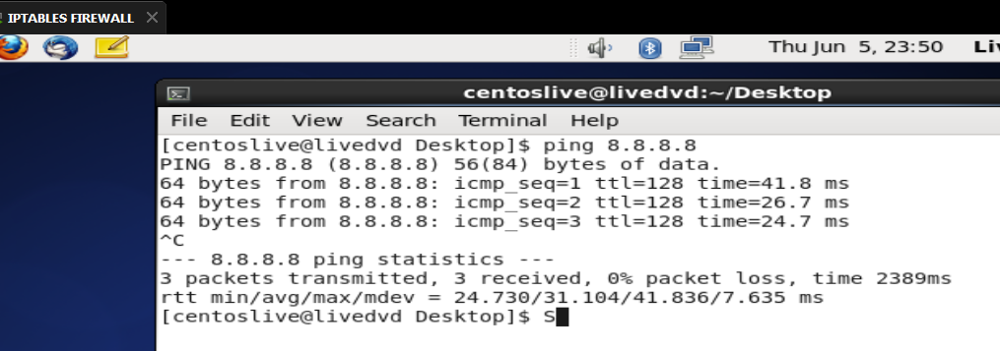 IPTABLES FIREWALL
Thu Jun 5, 23:50 Li
centoslive@livedvd:~/Desktop
File Edit View Search Terminal Help
[centoslive@livedvd Desktop]$ ping 8.8.8.8
PING 8.8.8.8 (8.8.8.8) 56(84) bytes of data.
64 bytes from 8.8.8.8: icmp_seq=1 ttl=128 time=41.8 ms
64 bytes from 8.8.8.8: icmp_seq=2 ttl=128 time=26.7 ms
64 bytes from 8.8.8.8: icmp_seq=3 ttl=128 time=24.7 ms
^C
--- 8.8.8.8 ping statistics ---
3 packets transmitted, 3 received, 0% packet loss, time 2389ms
rtt min/avg/max/mdev = 24.730/31.104/41.836/7.635 ms
[centoslive@livedvd Desktop]$ S